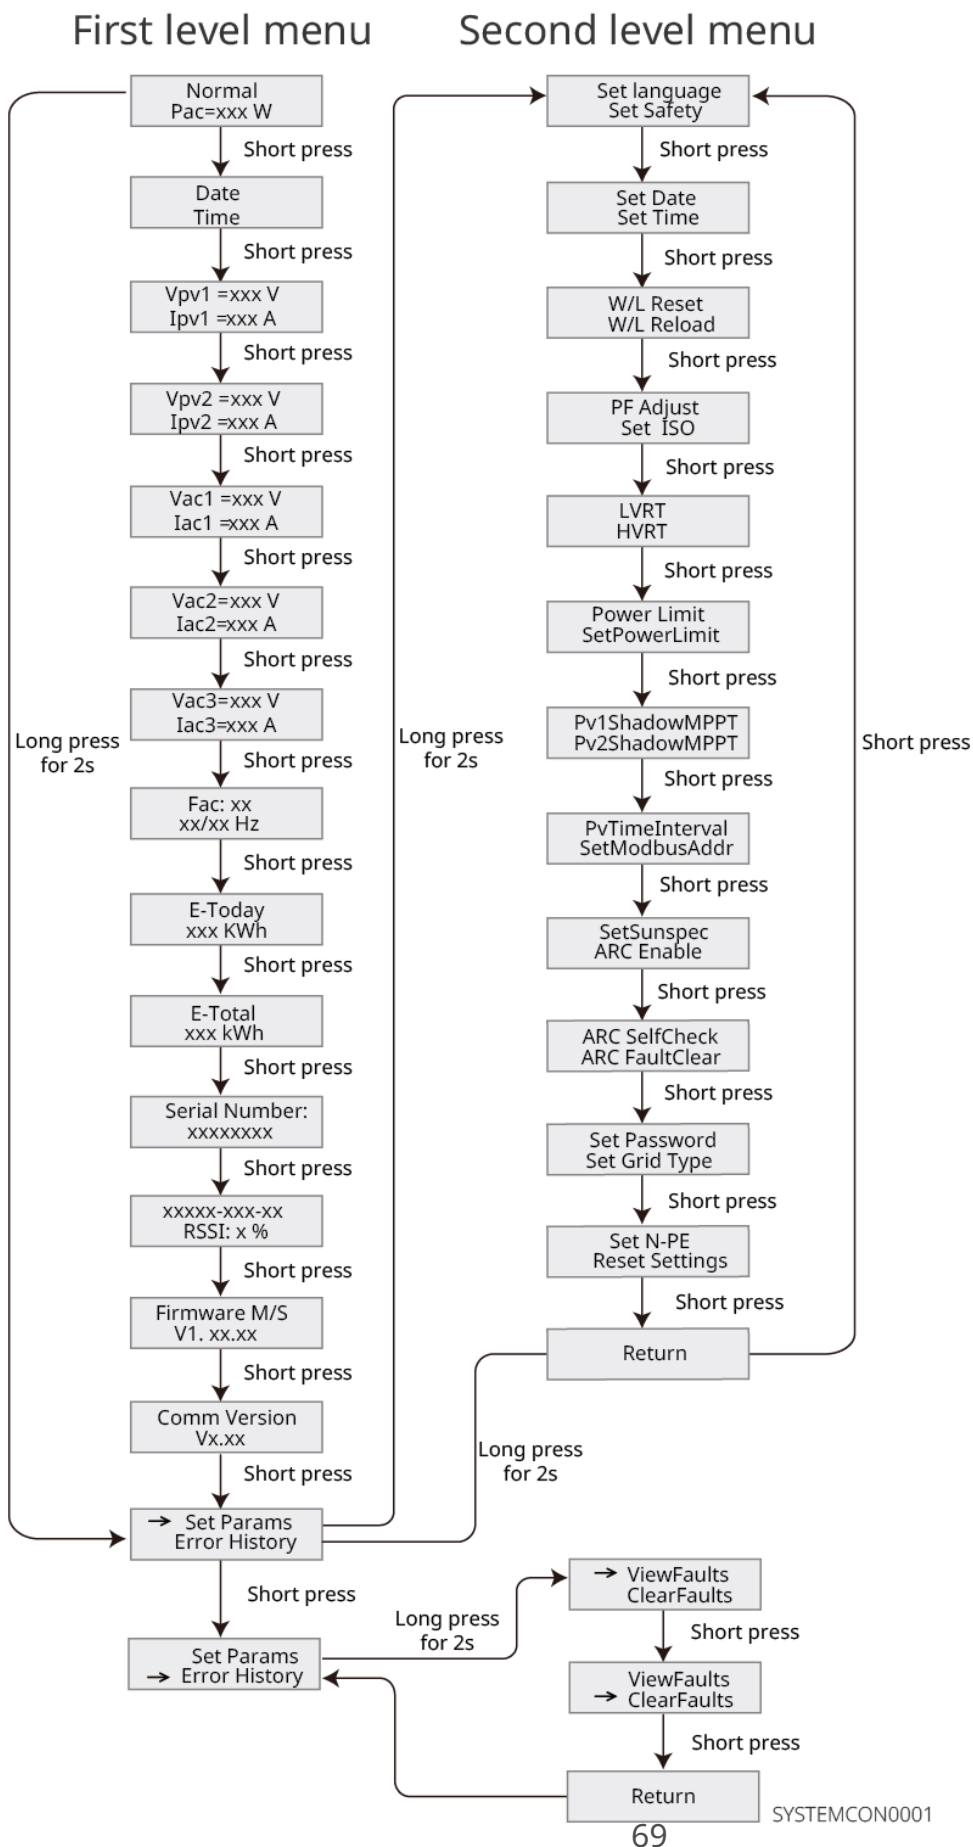 First level menu
Second level menu
Normal
Pac=xxx W
Short press
Date
Time
Short press
Vpv1 =xxx V
Ipv1 =xxx A
Short press
Vpv2 =xxx V
Ipv2 =xxx A
Short press
Vac1 =xxx V
Iac1 =xxx A
Short press
Vac2=xxx V
Iac2=xxx A
Short press
Vac3=xxx V
Iac3=xxx A
Short press
Fac: xx
xx/xx Hz
Short press
E-Today
xxx KWh
Short press
E-Total
xxx kWh
Short press
Serial Number:
xxxxxxxx
Short press
xxxxx-xxx-xx
RSSI: x %
Short press
Firmware M/S
V1. xx.xx
Short press
Comm Version
Vx.xx
Short press
→ Set Params
Error History
Short press
Set Params
→ Error History
Long press
for 2s
Long press
for 2s
Set language
Set Safety
Short press
Set Date
Set Time
Short press
W/L Reset
W/L Reload
Short press
PF Adjust
Set ISO
Short press
LVRT
HVRT
Short press
Power Limit
SetPowerLimit
Short press
Pv1ShadowMPPT
Pv2ShadowMPPT
Short press
PvTimeInterval
SetModbusAddr
Short press
SetSunspec
ARC Enable
Short press
ARC SelfCheck
ARC FaultClear
Short press
Set Password
Set Grid Type
Short press
Set N-PE
Reset Settings
Short press
Return
Short press
Long press
for 2s
Long press
for 2s
→ ViewFaults
ClearFaults
Short press
ViewFaults
→ ClearFaults
Short press
Return
SYSTEMCON0001
69